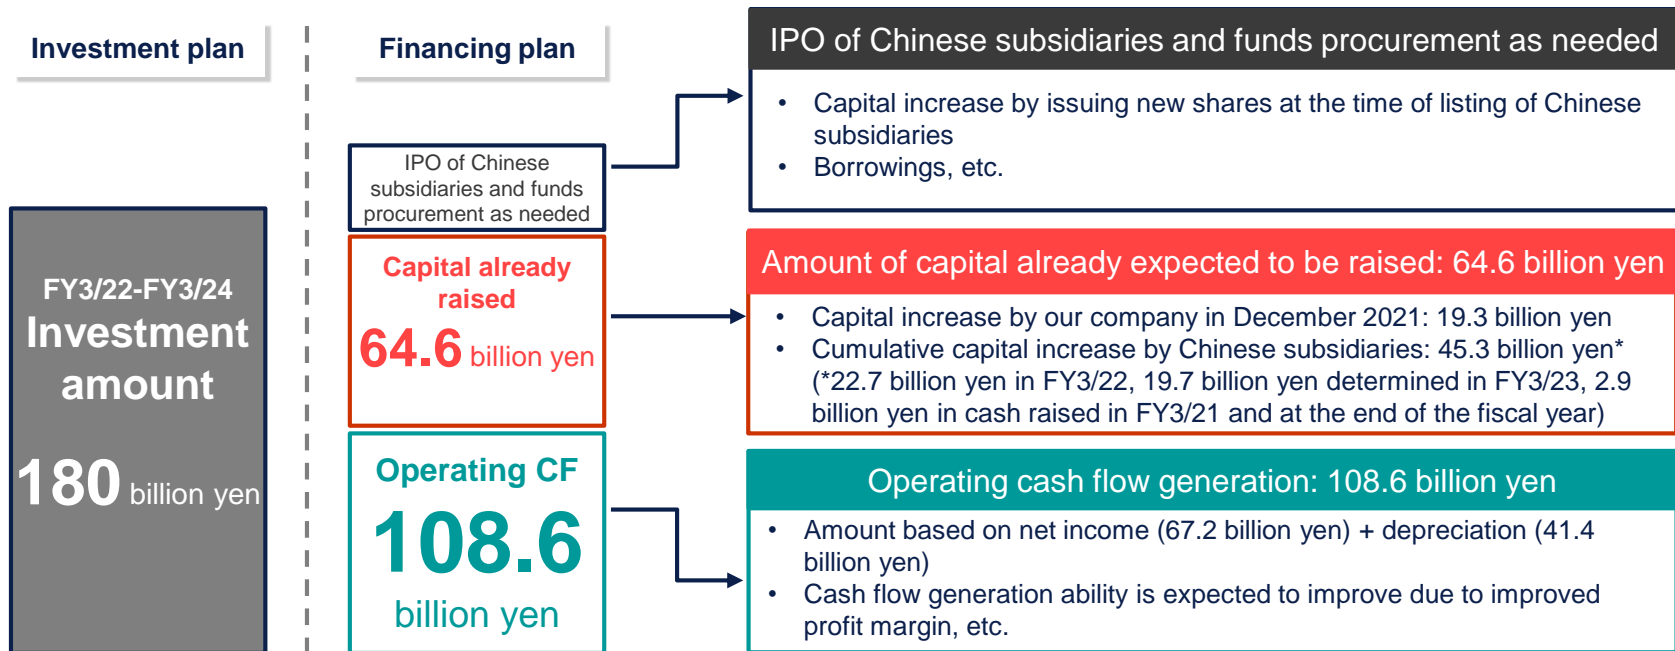 Investment plan
Financing plan
IPO of Chinese subsidiaries and funds procurement as needed
• Capital increase by issuing new shares at the time of listing of Chinese
subsidiaries
• Borrowings, etc.
IPO of Chinese
subsidiaries and funds
procurement as needed
FY3/22-FY3/24
Investment
amount
180 billion yen
Capital already
raised
64.6 billion yen
Amount of capital already expected to be raised: 64.6 billion yen
• Capital increase by our company in December 2021: 19.3 billion yen
• Cumulative capital increase by Chinese subsidiaries: 45.3 billion yen*
(*22.7 billion yen in FY3/22, 19.7 billion yen determined in FY3/23, 2.9
billion yen in cash raised in FY3/21 and at the end of the fiscal year)
Operating CF
108.6
billion yen
Operating cash flow generation: 108.6 billion yen
• Amount based on net income (67.2 billion yen) + depreciation (41.4
billion yen)
• Cash flow generation ability is expected to improve due to improved
profit margin, etc.